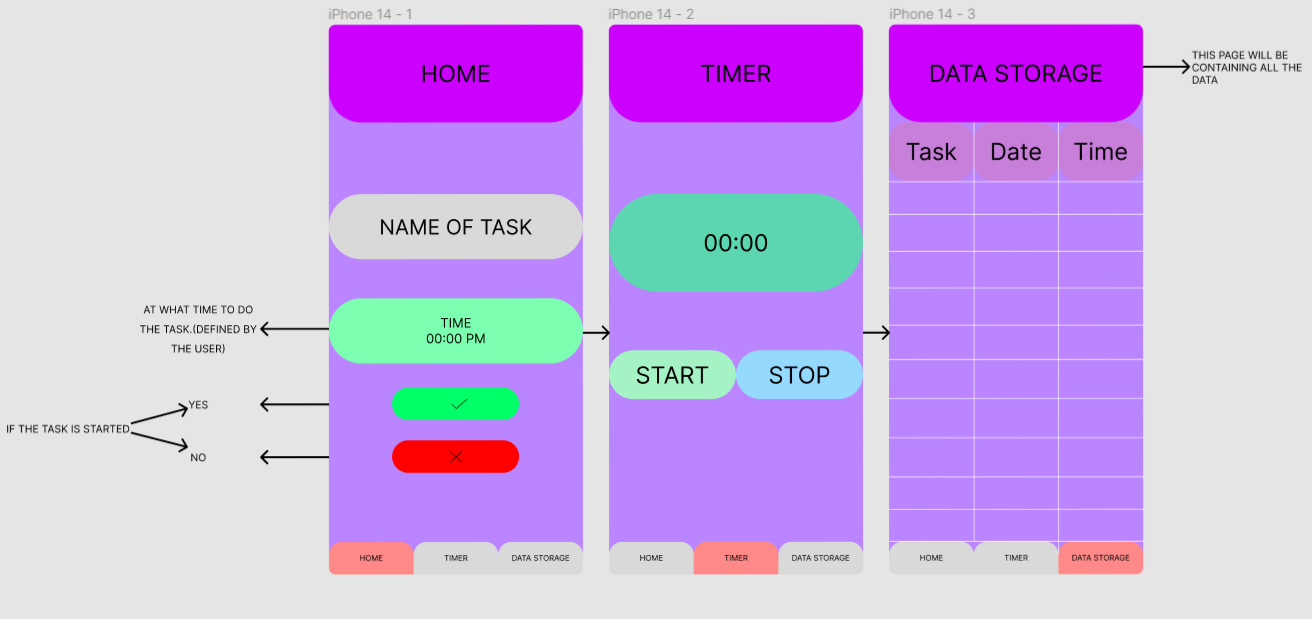 iPhone 14 - 1
iPhone 14 - 2
iPhone 14 - 3
HOME
TIMER
DATA STORAGE
THIS PAGE WILL BE
CONTAINING ALL THE
DATA
Task
Date
Time
NAME OF TASK
00:00
AT WHAT TIME TO DO
THE TASK.(DEFINED BY
THE USER)
TIME
00:00 PM
START
STOP
YES
IF THE TASK IS STARTED
NO
HOME
TIMER
DATA STORAGE
HOME
TIMER
DATA STORAGE
HOME
TIMER
DATA STORAGE